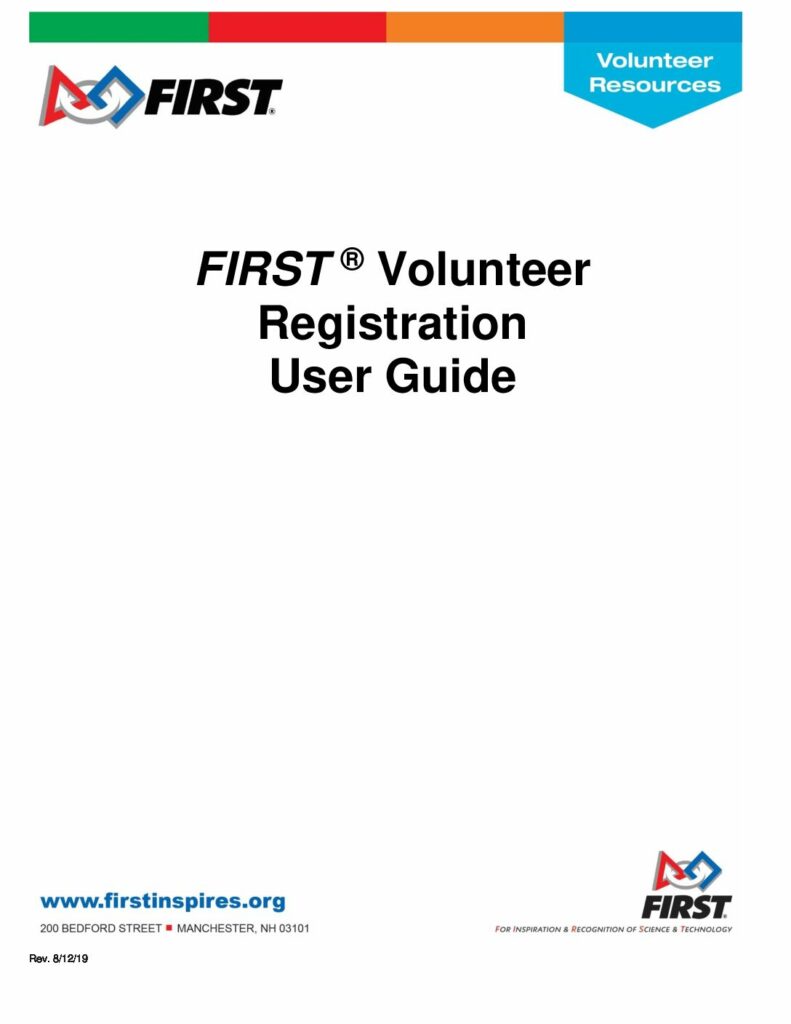 Volunteer
Resources
FIRST®
FIRST ® Volunteer
Registration
User Guide
www.firstinspires.org
200 BEDFORD STREET ■ MANCHESTER, NH 03101
FIRST®
FOR INSPIRATION & RECOGNITION OF SCIENCE & TECHNOLOGY
Rev. 8/12/19